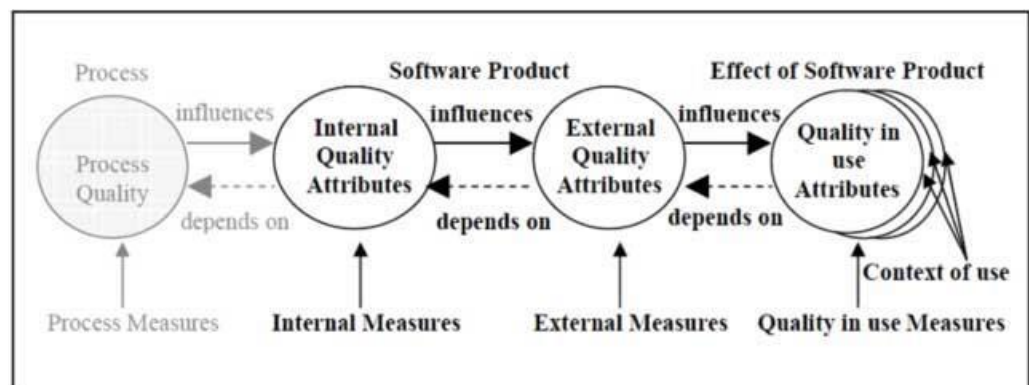 Process
Software Product
Effect of Software Product
influences
influences
influences
Process
Quality
Internal
Quality
Attributes
External
Quality
Attributes
Quality in
use
Attributes
depends on
depends on
depends on
Context of use
Process Measures
Internal Measures
External Measures
Quality in use Measures